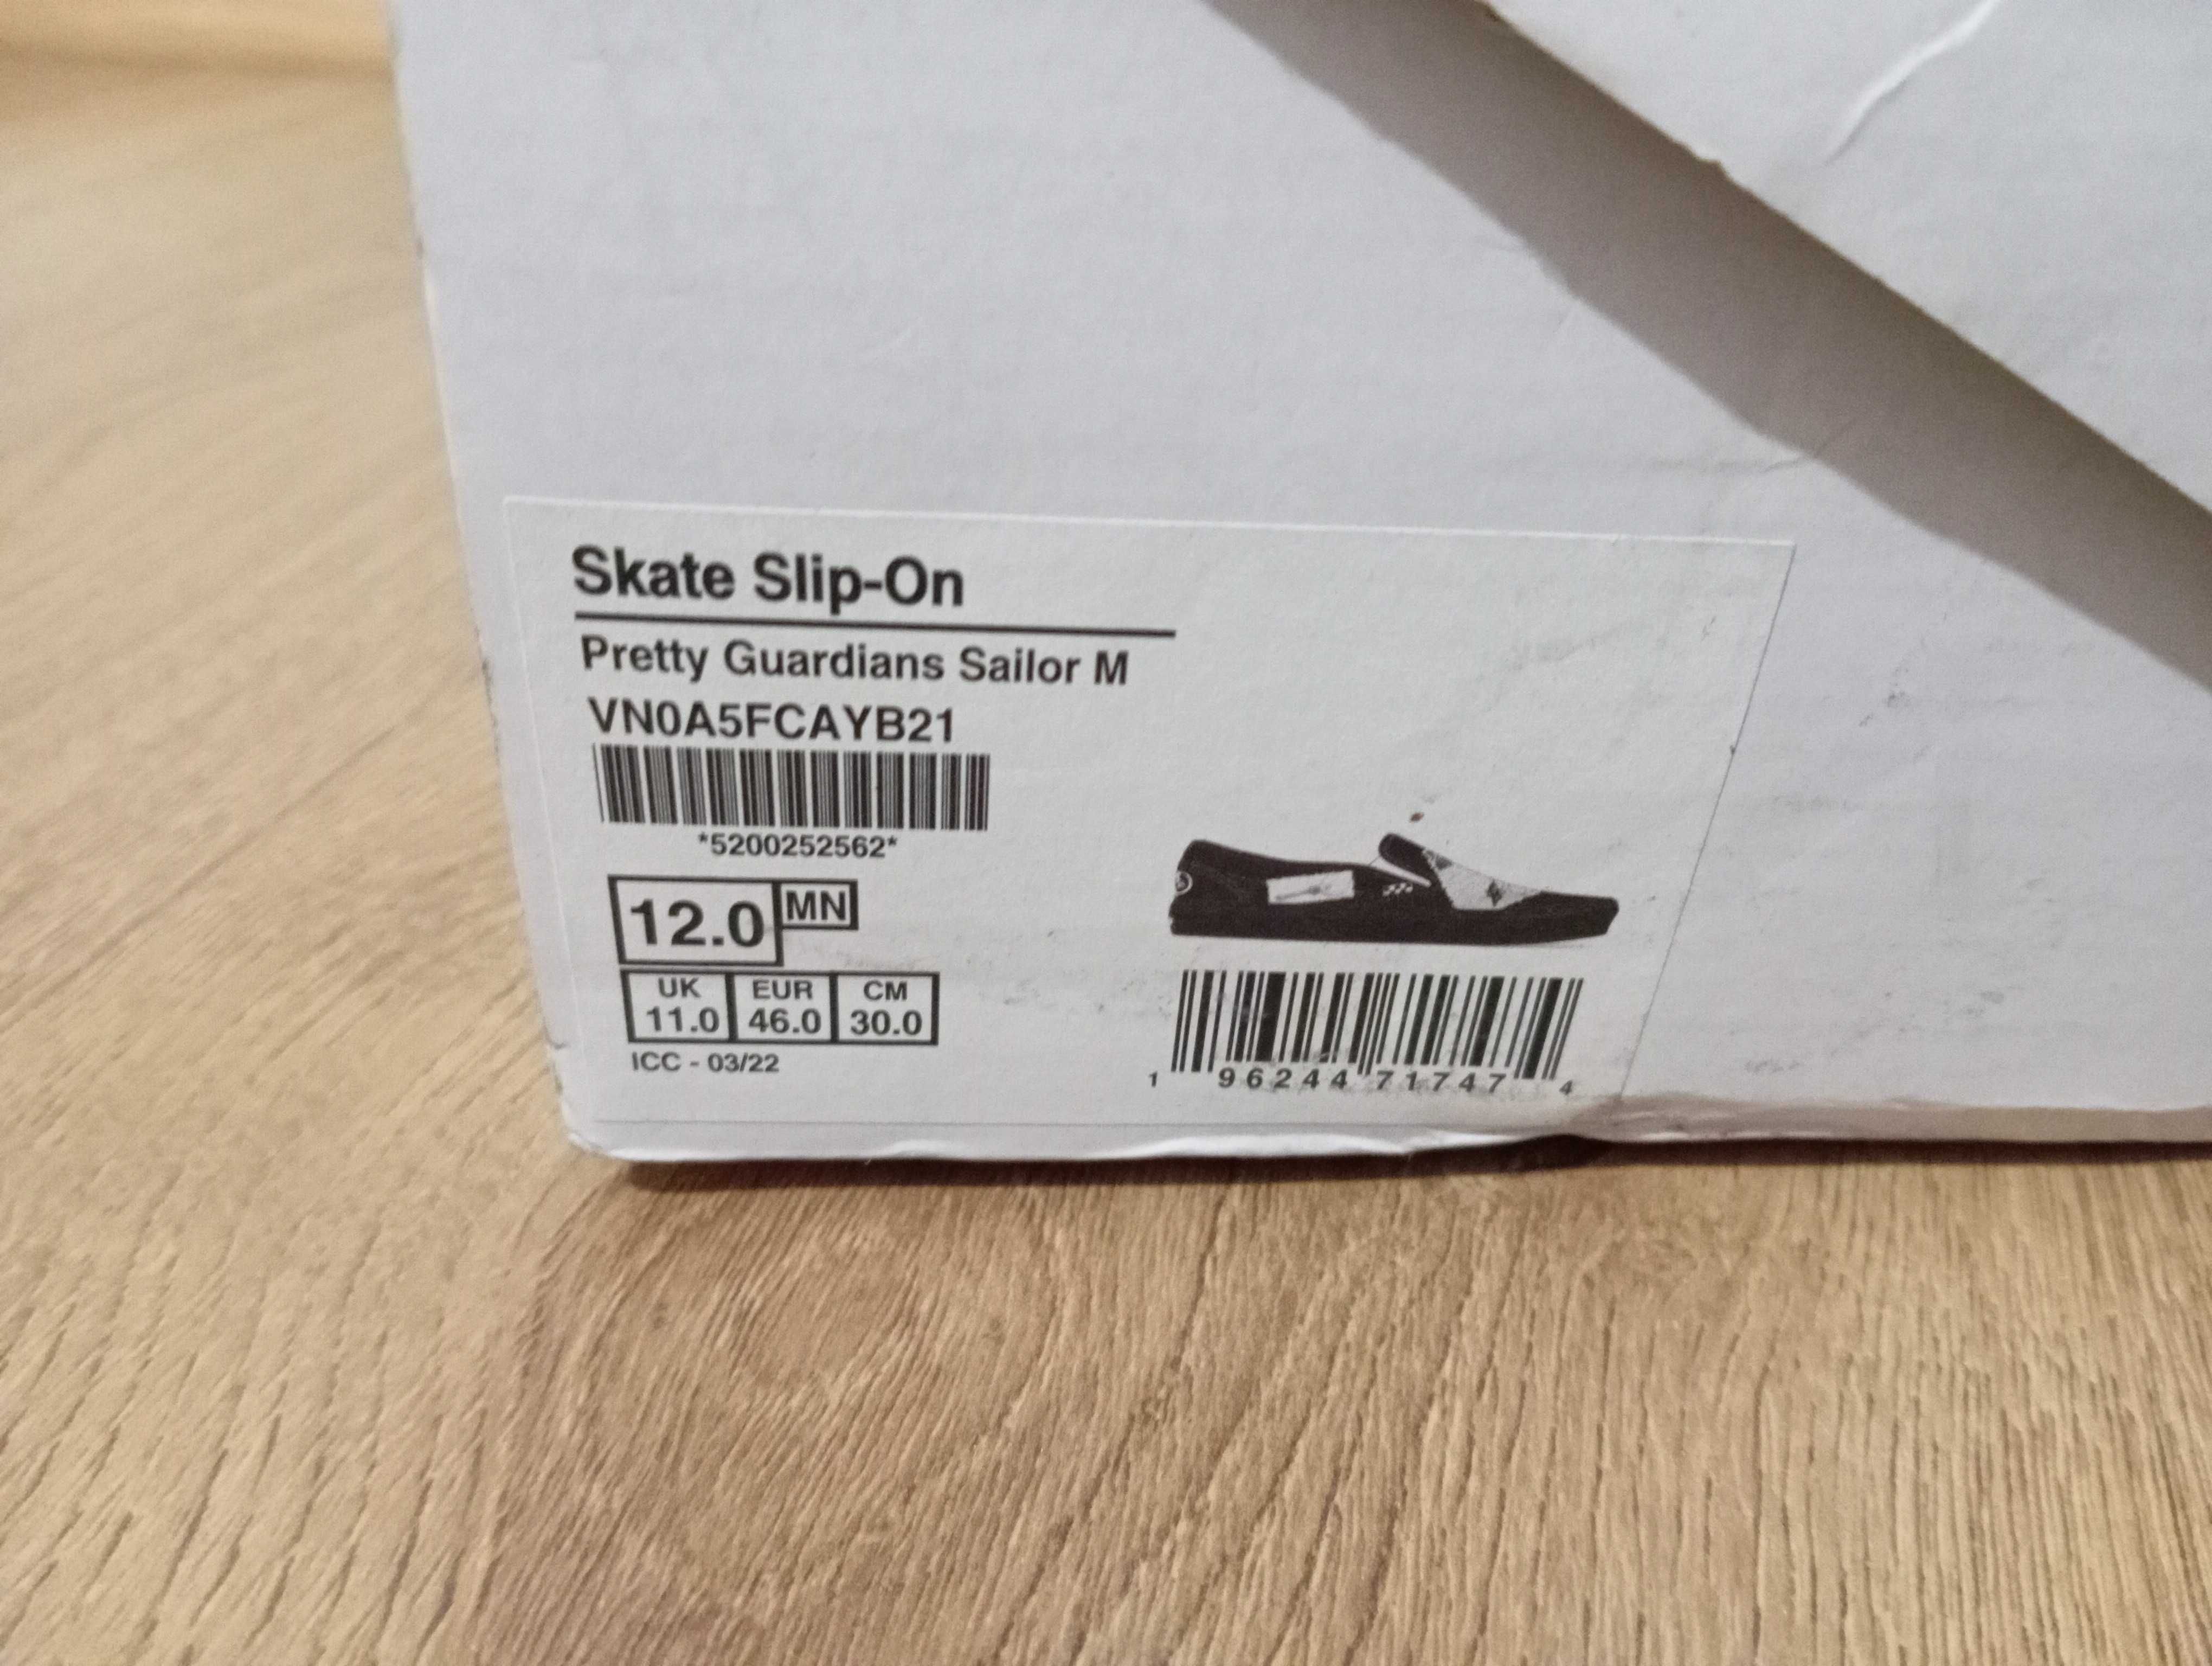 Skate Slip-On
Pretty Guardians Sailor M
VN0A5FCAYB21
*5200252562*
12.0 MN
UK EUR CM
11.0 46.0 30.0
ICC - 03/22
1 96244 71747 4